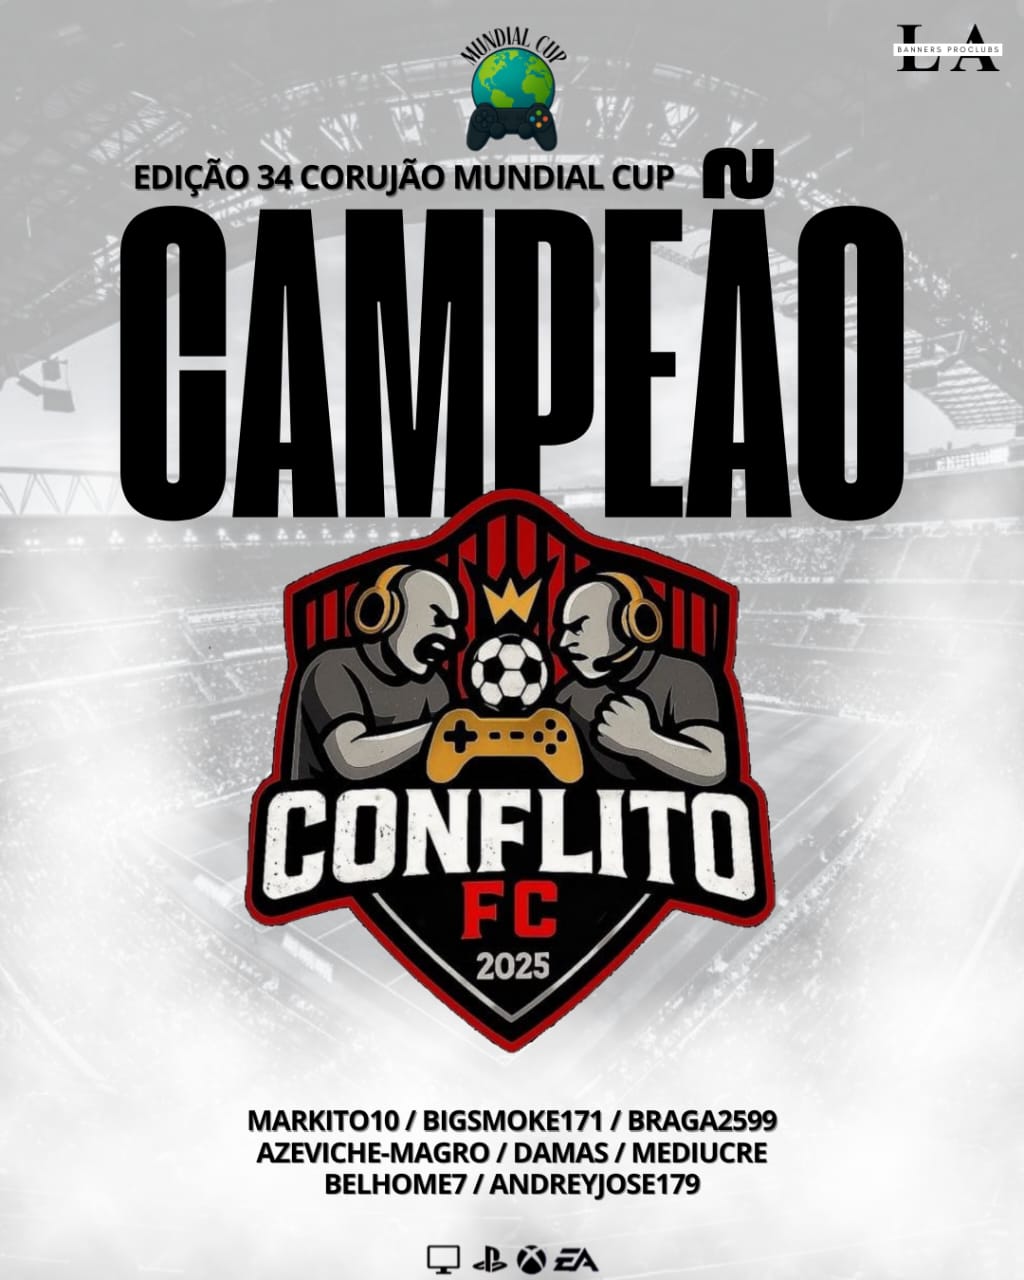 MUNDIAL CUP
LA
BANNERS PROCLUBS
EDIÇÃO 34 CORUJÃO MUNDIAL CUP
CAMPEÃO
CONFLITO
FC
2025
MARKITO10 / BIGSMOKE171 / BRAGA2599
AZEVICHE-MAGRO / DAMAS / MEDIUCRE
BELHOME7 / ANDREYJOSE179
EA